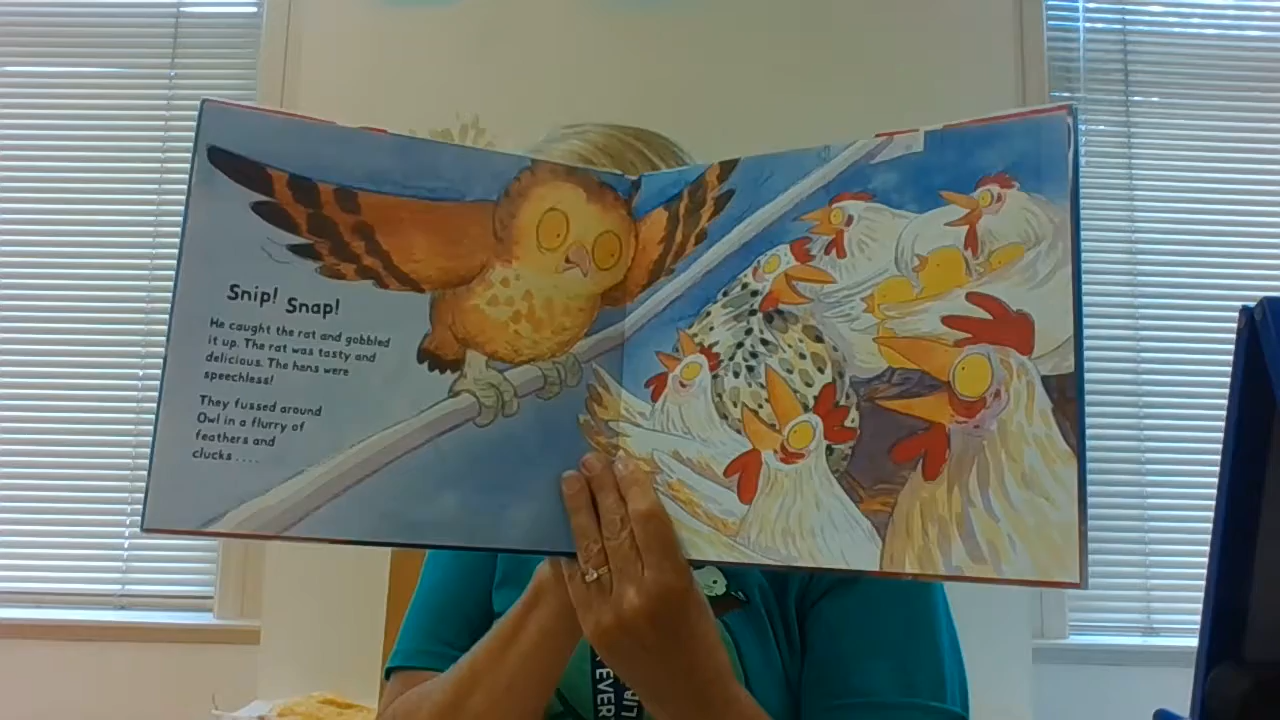 Snip! Snap!
He caught the rat and gobbled
it up. The rat was tasty and
delicious. The hens were
speechless!
They fussed around
Owl in a flurry of
feathers and
clucks . . . .
EVER